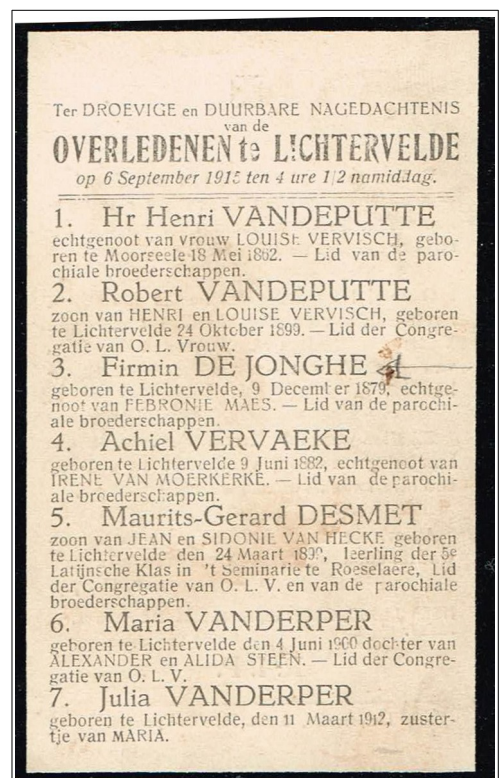 Ter DROEVIGE en DUURBARE NAGEDACHTENIS
van de
OVERLEDENEN te LICHTERVELDE
op 6 September 1915 ten 4 ure 1/2 namiddag.
1. Hr Henri VANDEPUTTE
echtgenoot van vrouw LOUISE VERVISCH, gebo-
ren te Moorseele 18 Mei 1862. — Lid van de paro-
chiale broederschappen.
2. Robert VANDEPUTTE
zoon van HENRI en LOUISE VERVISCH, geboren
te Lichtervelde 24 Oktober 1899. — Lid der Congre-
gatie van O. L. Vrouw.
3. Firmin DE JONGHE
geboren te Lichtervelde, 9 December 1879, echtge-
noot van FEBRONIE MAES. — Lid van de parochi-
ale broederschappen.
4. Achiel VERVAEKE
geboren te Lichtervelde 9 Juni 1882, echtgenoot van
IRENE VAN MOERKERKE. — Lid van de parochi-
ale broederschappen.
5. Maurits-Gerard DESMET
zoon van JEAN en SIDONIE VAN HECKE geboren
te Lichtervelde den 24 Maart leerling der 5e
Latijnsche Klas in 't Seminarie te Roeselaere, Lid
der Congregatie van O. L. V. en van de parochiale
broederschappen.
6. Maria VANDERPER
geboren te Lichtervelde den 4 Juni 1900 dochter van
ALEXANDER en ALIDA STEEN. — Lid der Congre-
gatie van O. L. V.
7. Julia VANDERPER
geboren te Lichtervelde, den 11 Maart 1912, zuster-
tje van MARIA.